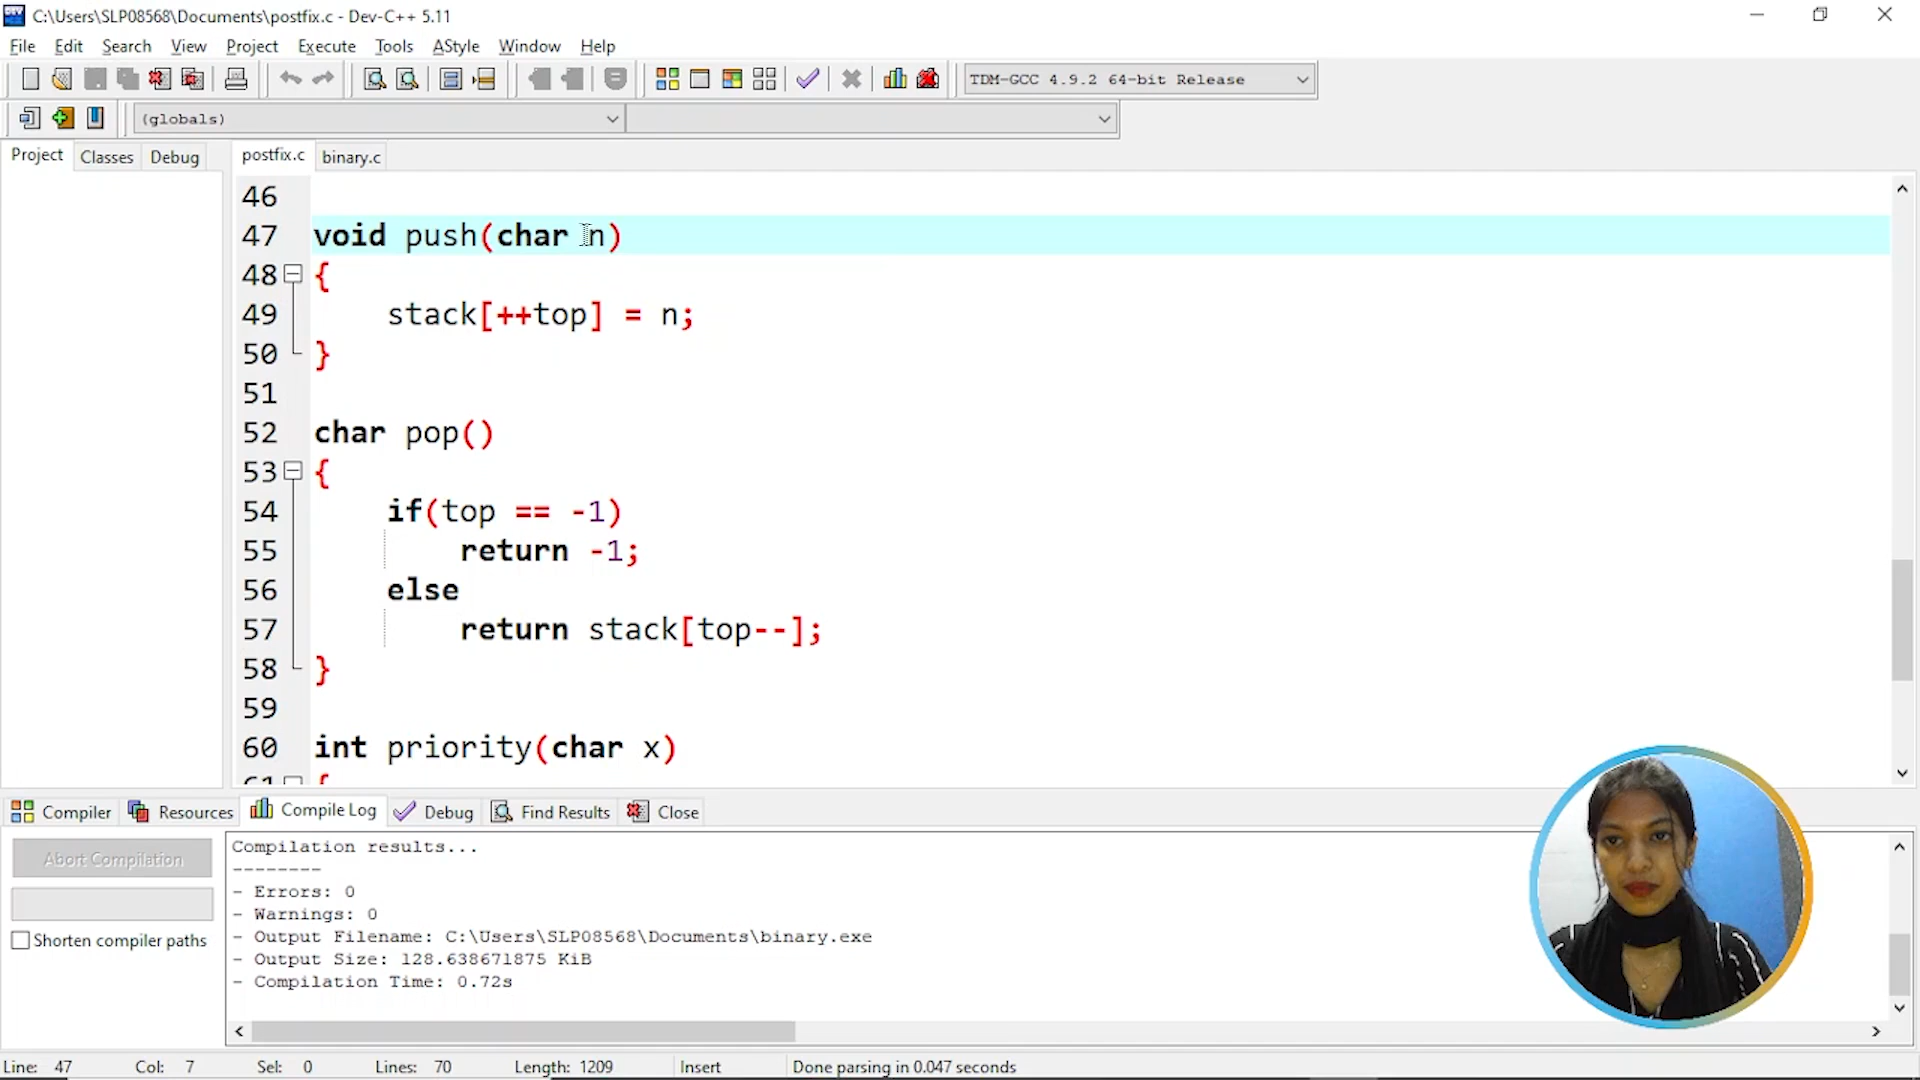 C:\Users\SLP08568\Documents\postfix.c - Dev-C++ 5.11
File Edit Search View Project Execute Tools AStyle Window Help
TDM-GCC 4.9.2 64-bit Release
(globals)
Project Classes Debug postfix.c binary.c
46
47 void push(char n)
48 {
49 stack[++top] = n;
50 }
51
52 char pop()
53 {
54 if(top == -1)
55 return -1;
56 else
57 return stack[top--];
58 }
59
60 int priority(char x)
61 {
Compiler Resources Compile Log Debug Find Results Close
Abort Compilation
Shorten compiler paths
Compilation results...
--------
- Errors: 0
- Warnings: 0
- Output Filename: C:\Users\SLP08568\Documents\binary.exe
- Output Size: 128.638671875 KiB
- Compilation Time: 0.72s
Line: 47 Col: 7 Sel: 0 Lines: 70 Length: 1209 Insert Done parsing in 0.047 seconds